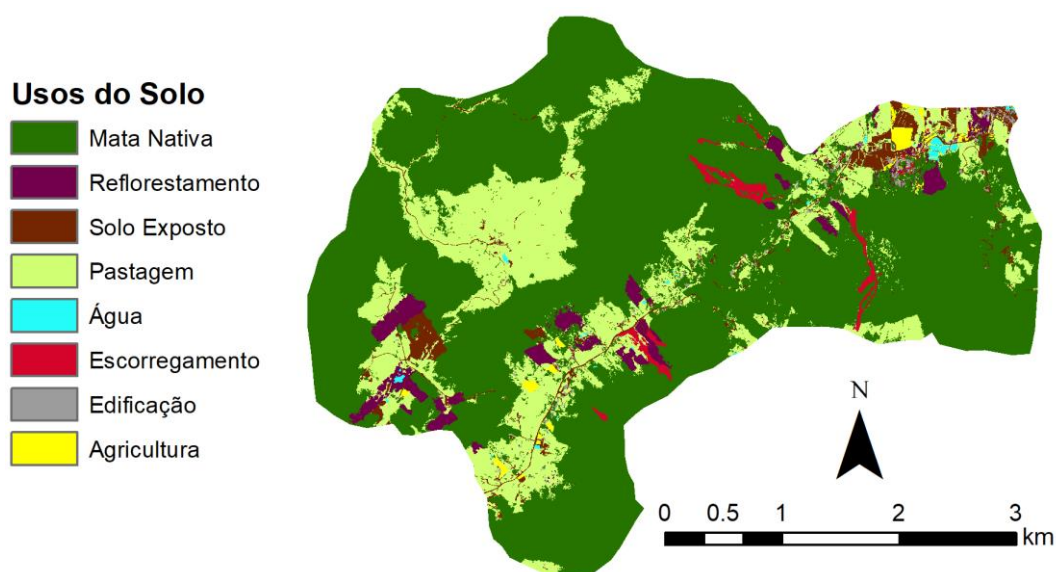 Usos do Solo
Mata Nativa
Reflorestamento
Solo Exposto
Pastagem
Água
Escorregamento
Edificação
Agricultura
N
0 0.5 1 2 3
km